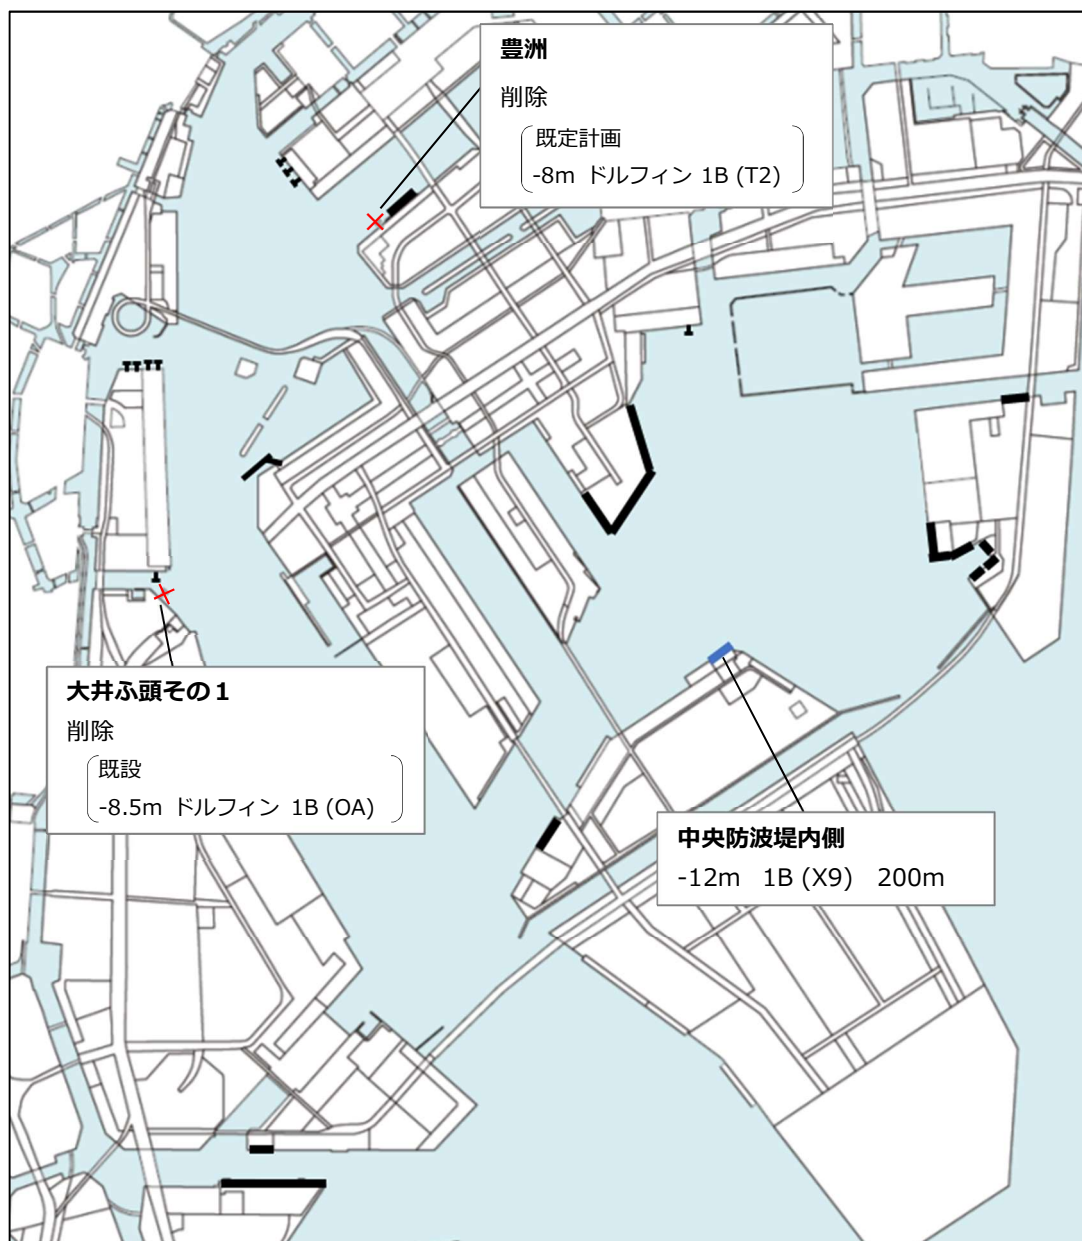 豊洲
削除
既定計画
-8m ドルフィン 1B (T2)
大井ふ頭その1
削除
既設
-8.5m ドルフィン 1B (OA)
中央防波堤内側
-12m 1B (X9) 200m